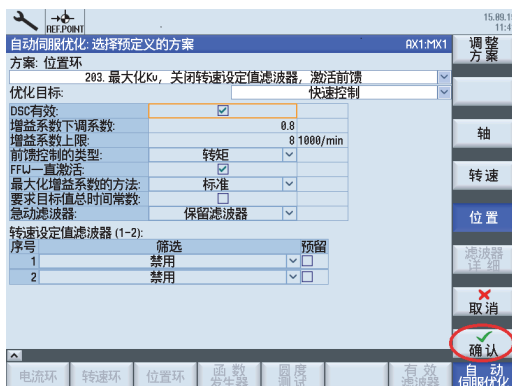 REF.POINT
15.09.1
11:4
自动伺服优化: 选择预定义的方案 AX1:MX1
方案: 位置环
203. 最大化Kv, 关闭转速设定值滤波器, 激活前馈
优化目标: 快速控制
DSC有效:
增益系数下调系数: 0.8
增益系数上限: 8 1000/min
前馈控制的类型: 转矩
FFW一直激活:
最大化增益系数的方法: 标准
要求目标值总时间常数:
急动滤波器: 保留滤波器
转速设定值滤波器 (1-2):
序号 筛选 预留
1 禁用
2 禁用
调整
方案
轴
转速
位置
滤波器
详细
取消
确认
电流环 转速环 位置环 函数
发生器 圆度
测试 有效
滤波器 自动
伺服优化